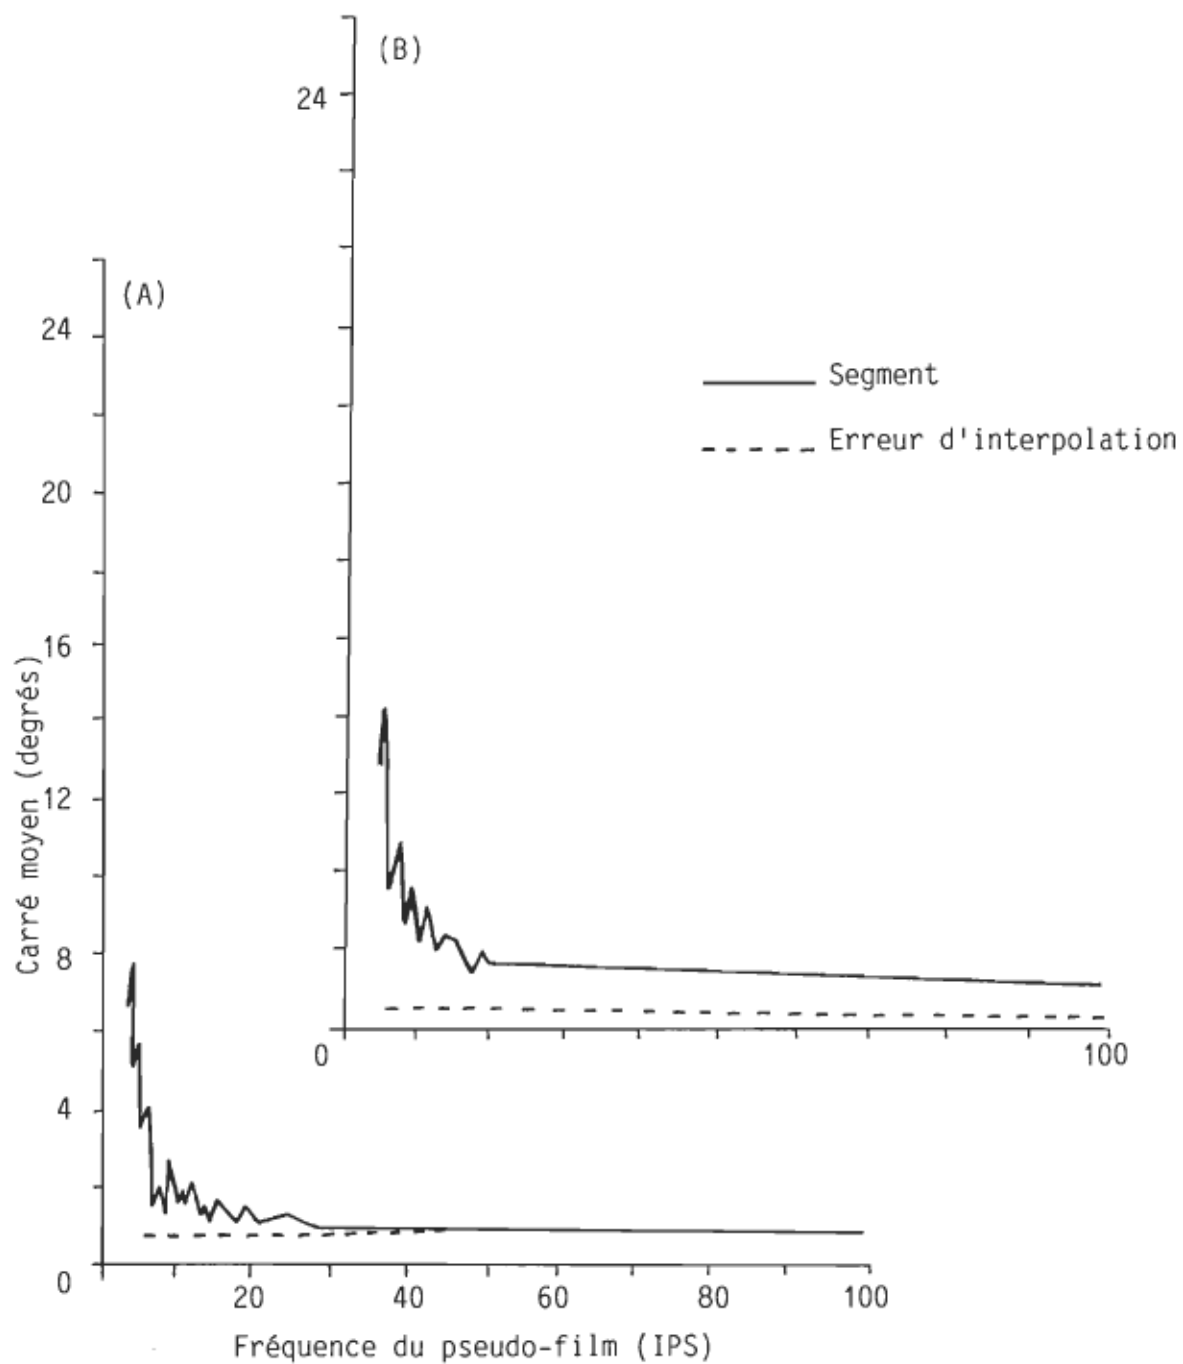 (B)
24
(A)
24
Segment
Erreur d'interpolation
20
16
12
8
4
0
Carré moyen (degrés)
0
100
20
40
60
80
100
Fréquence du pseudo-film (IPS)